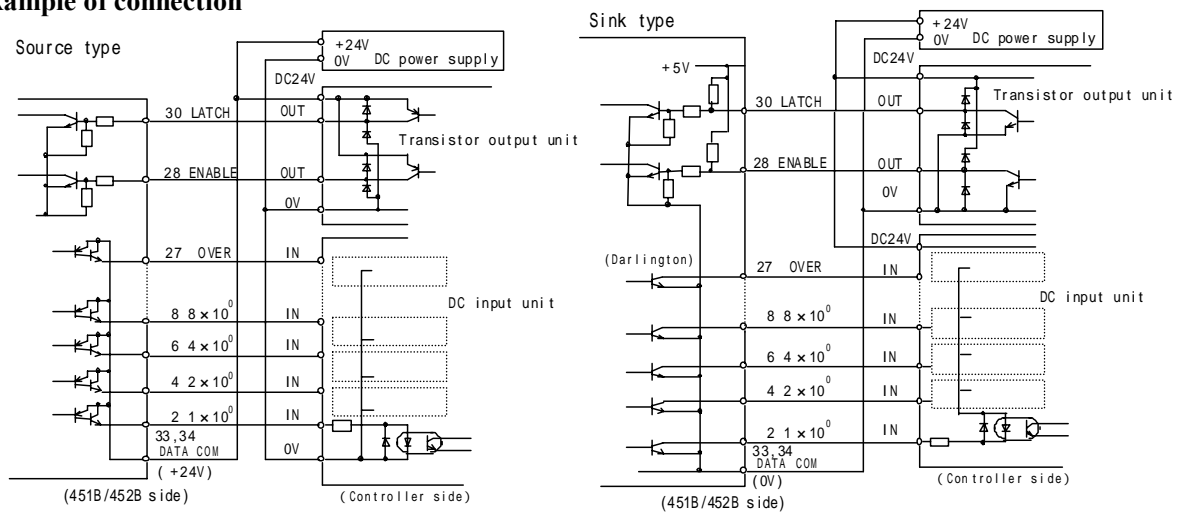 ample of connection
Source type
+24V
0V DC power supply
DC24V
30 LATCH OUT
Transistor output unit
28 ENABLE OUT
0V
27 OVER IN
DC input unit
8 8×10⁰ IN
6 4×10⁰ IN
4 2×10⁰ IN
2 1×10⁰ IN
33,34
DATA COM 0V
(+24V)
(451B/452B side) (Controller side)
Sink type
+24V
0V DC power supply
DC24V
+5V
30 LATCH OUT
Transistor output unit
28 ENABLE OUT
0V
DC24V
(Darlington)
27 OVER IN
DC input unit
8 8×10⁰ IN
6 4×10⁰ IN
4 2×10⁰ IN
2 1×10⁰ IN
33,34
DATA COM
(0V)
(451B/452B side) (Controller side)